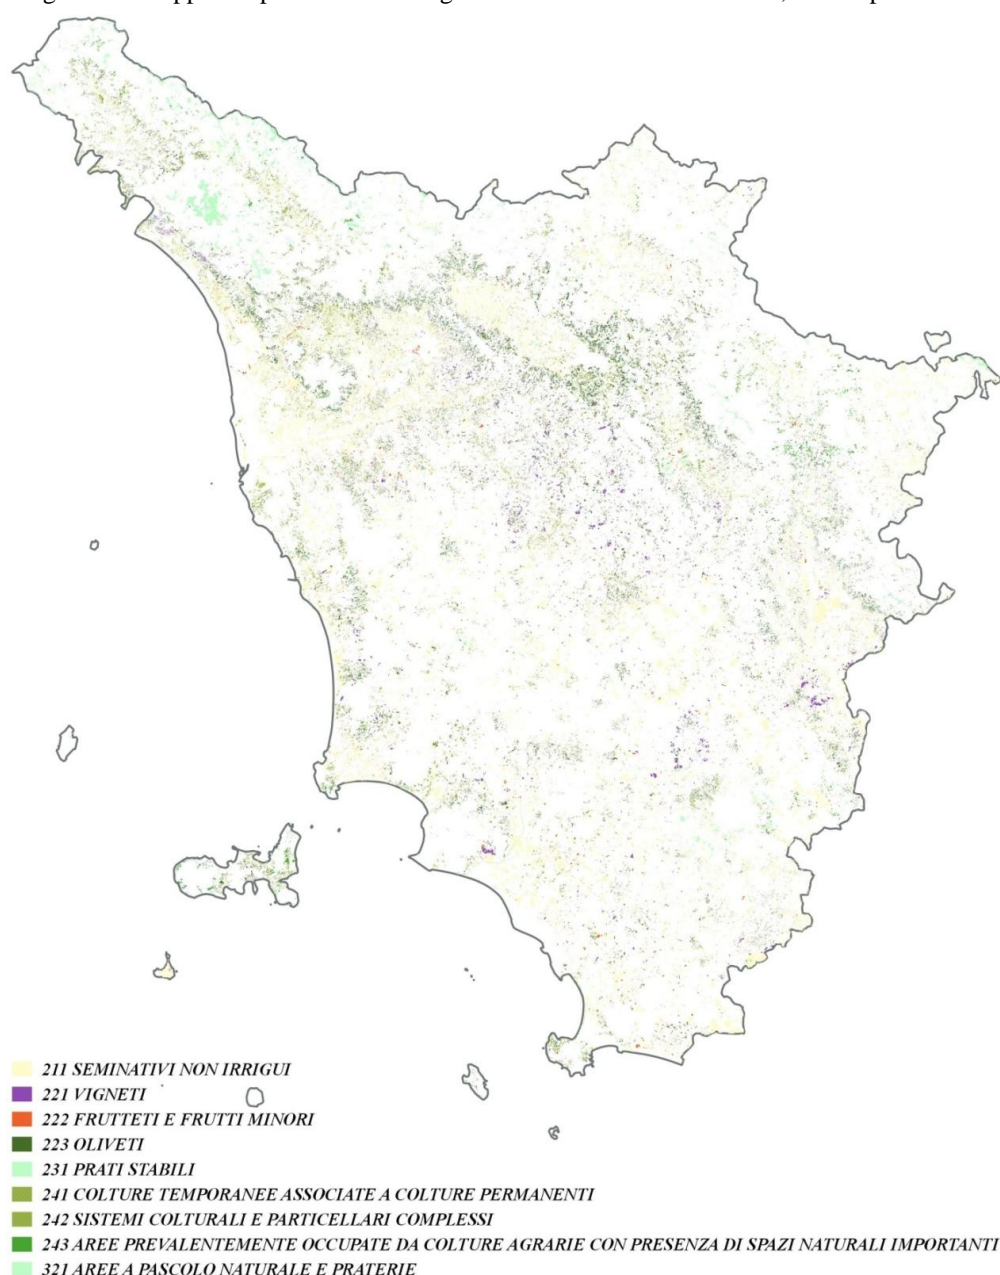 211 SEMINATIVI NON IRRIGUI
221 VIGNETI
222 FRUTTETI E FRUTTI MINORI
223 OLIVETI
231 PRATI STABILI
241 COLTURE TEMPORANEE ASSOCIATE A COLTURE PERMANENTI
242 SISTEMI COLTURALI E PARTICELLARI COMPLESSI
243 AREE PREVALENTEMENTE OCCUPATE DA COLTURE AGRARIE CON PRESENZA DI SPAZI NATURALI IMPORTANTI
321 AREE A PASCOLO NATURALE E PRATERIE